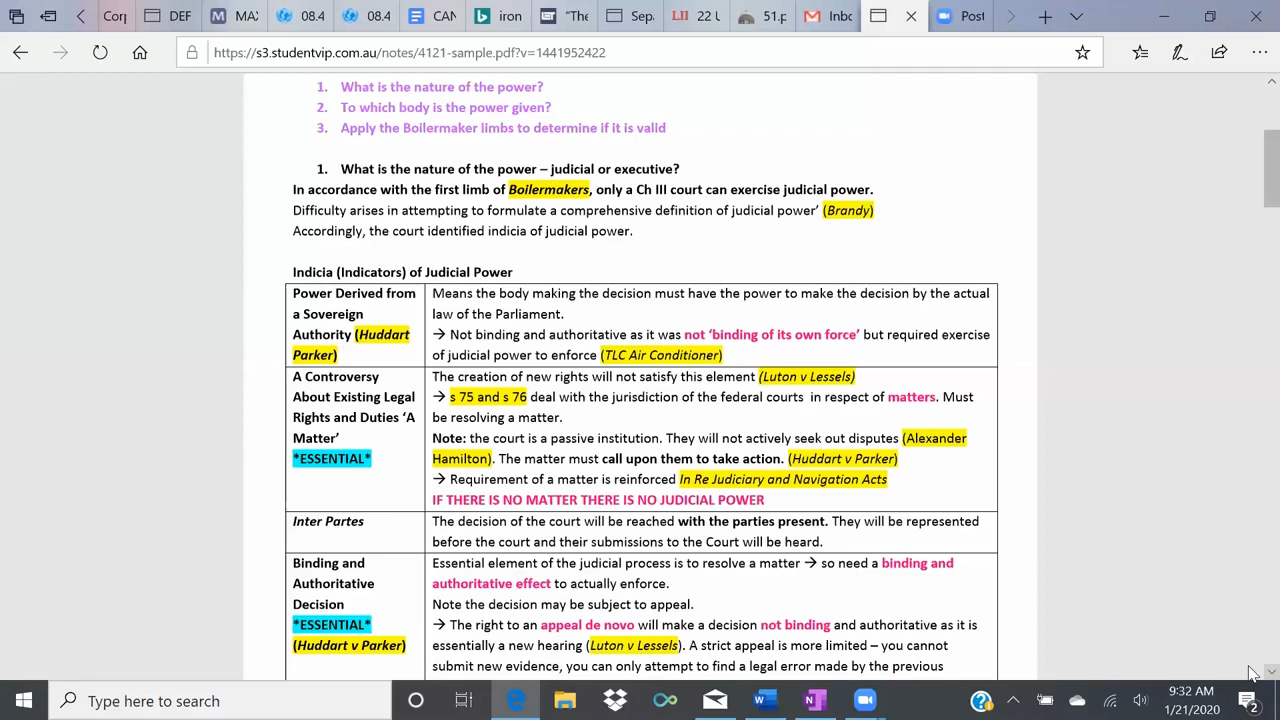 Corp
DEF
MAX
08.4
08.4
CAN
iron
"The
Sep
LII 22 U
51.p
Inbo
Post
https://s3.studentvip.com.au/notes/4121-sample.pdf?v=1441952422
1. What is the nature of the power?
2. To which body is the power given?
3. Apply the Boilermaker limbs to determine if it is valid
1. What is the nature of the power – judicial or executive?
In accordance with the first limb of Boilermakers, only a Ch III court can exercise judicial power.
Difficulty arises in attempting to formulate a comprehensive definition of judicial power’ (Brandy)
Accordingly, the court identified indicia of judicial power.
Indicia (Indicators) of Judicial Power
Power Derived from
a Sovereign
Authority (Huddart
Parker)
Means the body making the decision must have the power to make the decision by the actual
law of the Parliament.
→ Not binding and authoritative as it was not ‘binding of its own force’ but required exercise
of judicial power to enforce (TLC Air Conditioner)
A Controversy
About Existing Legal
Rights and Duties ‘A
Matter’
*ESSENTIAL*
The creation of new rights will not satisfy this element (Luton v Lessels)
→ s 75 and s 76 deal with the jurisdiction of the federal courts in respect of matters. Must
be resolving a matter.
Note: the court is a passive institution. They will not actively seek out disputes (Alexander
Hamilton). The matter must call upon them to take action. (Huddart v Parker)
→ Requirement of a matter is reinforced In Re Judiciary and Navigation Acts
IF THERE IS NO MATTER THERE IS NO JUDICIAL POWER
Inter Partes
The decision of the court will be reached with the parties present. They will be represented
before the court and their submissions to the Court will be heard.
Binding and
Authoritative
Decision
*ESSENTIAL*
(Huddart v Parker)
Essential element of the judicial process is to resolve a matter → so need a binding and
authoritative effect to actually enforce.
Note the decision may be subject to appeal.
→ The right to an appeal de novo will make a decision not binding and authoritative as it is
essentially a new hearing (Luton v Lessels). A strict appeal is more limited – you cannot
submit new evidence, you can only attempt to find a legal error made by the previous
Type here to search
9:32 AM
1/21/2020
2